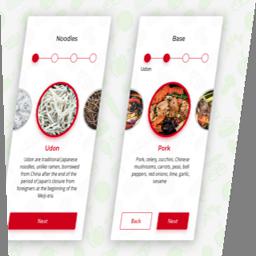 Noodles
Udon
Udon are traditional Japanese
noodles, unlike ramen, borrowed
from China after the end of the
period of Japan's closure from
foreigners at the beginning of the
Meiji era.
Next
Base
Udon
Pork
Pork, celery, zucchini, Chinese
mushrooms, carrots, peas, bell
peppers, red onions, lime, garlic,
sesame
Back
Next